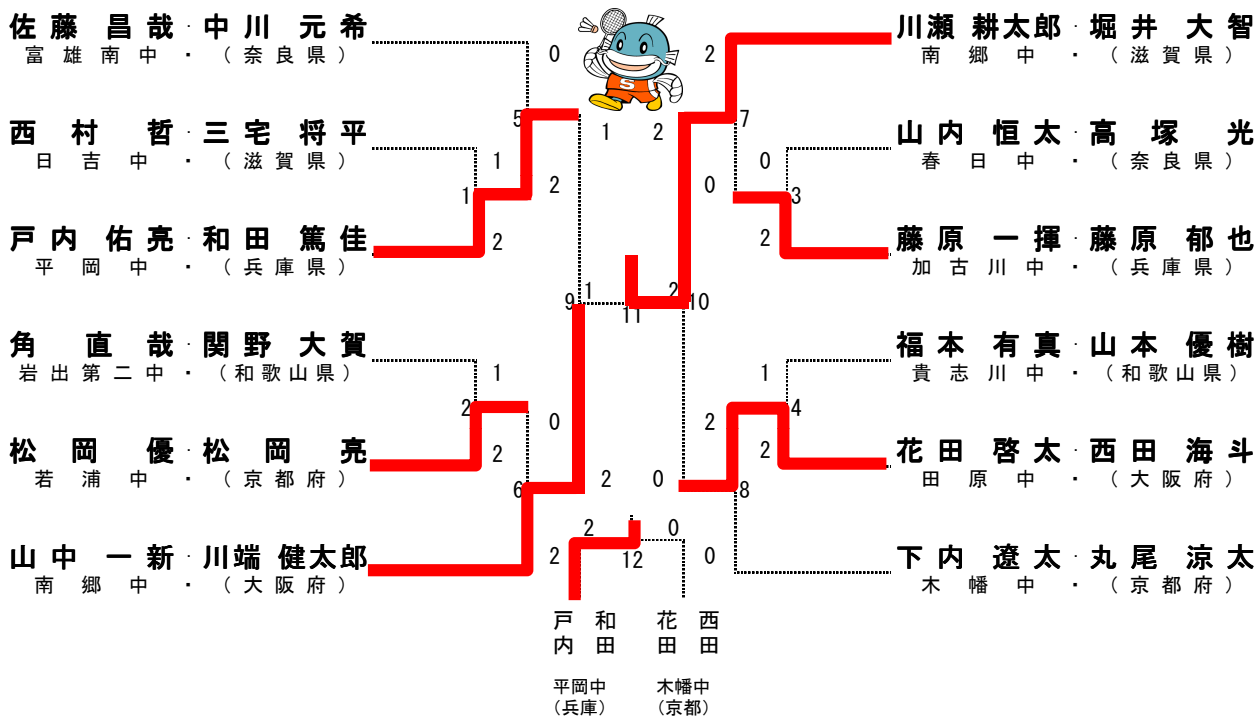 佐藤 昌哉・中川 元希
富雄南中・（奈良県）
西村 哲・三宅 将平
日吉中・（滋賀県）
戸内 佑亮・和田 篤佳
平岡中・（兵庫県）
角 直哉・関野 大賀
岩出第二中・（和歌山県）
松岡 優・松岡 亮
若浦中・（京都府）
山中 一新・川端 健太郎
南郷中・（大阪府）
0
5
1
1
1
2
2
9
1
1
2
2
0
2
6
2
2
S
2
2
7
0
0
3
2
11
2
10
1
4
2
2
0
8
0
川瀬 耕太郎・堀井 大智
南郷中・（滋賀県）
山内 恒太・高塚 光
春日中・（奈良県）
藤原 一揮・藤原 郁也
加古川中・（兵庫県）
福本 有真・山本 優樹
貴志川中・（和歌山県）
花田 啓太・西田 海斗
田原中・（大阪府）
下内 遼太・丸尾 涼太
木幡中・（京都府）
2
12
0
戸内 和田
花田 西田
平岡中
（兵庫）
木幡中
（京都）